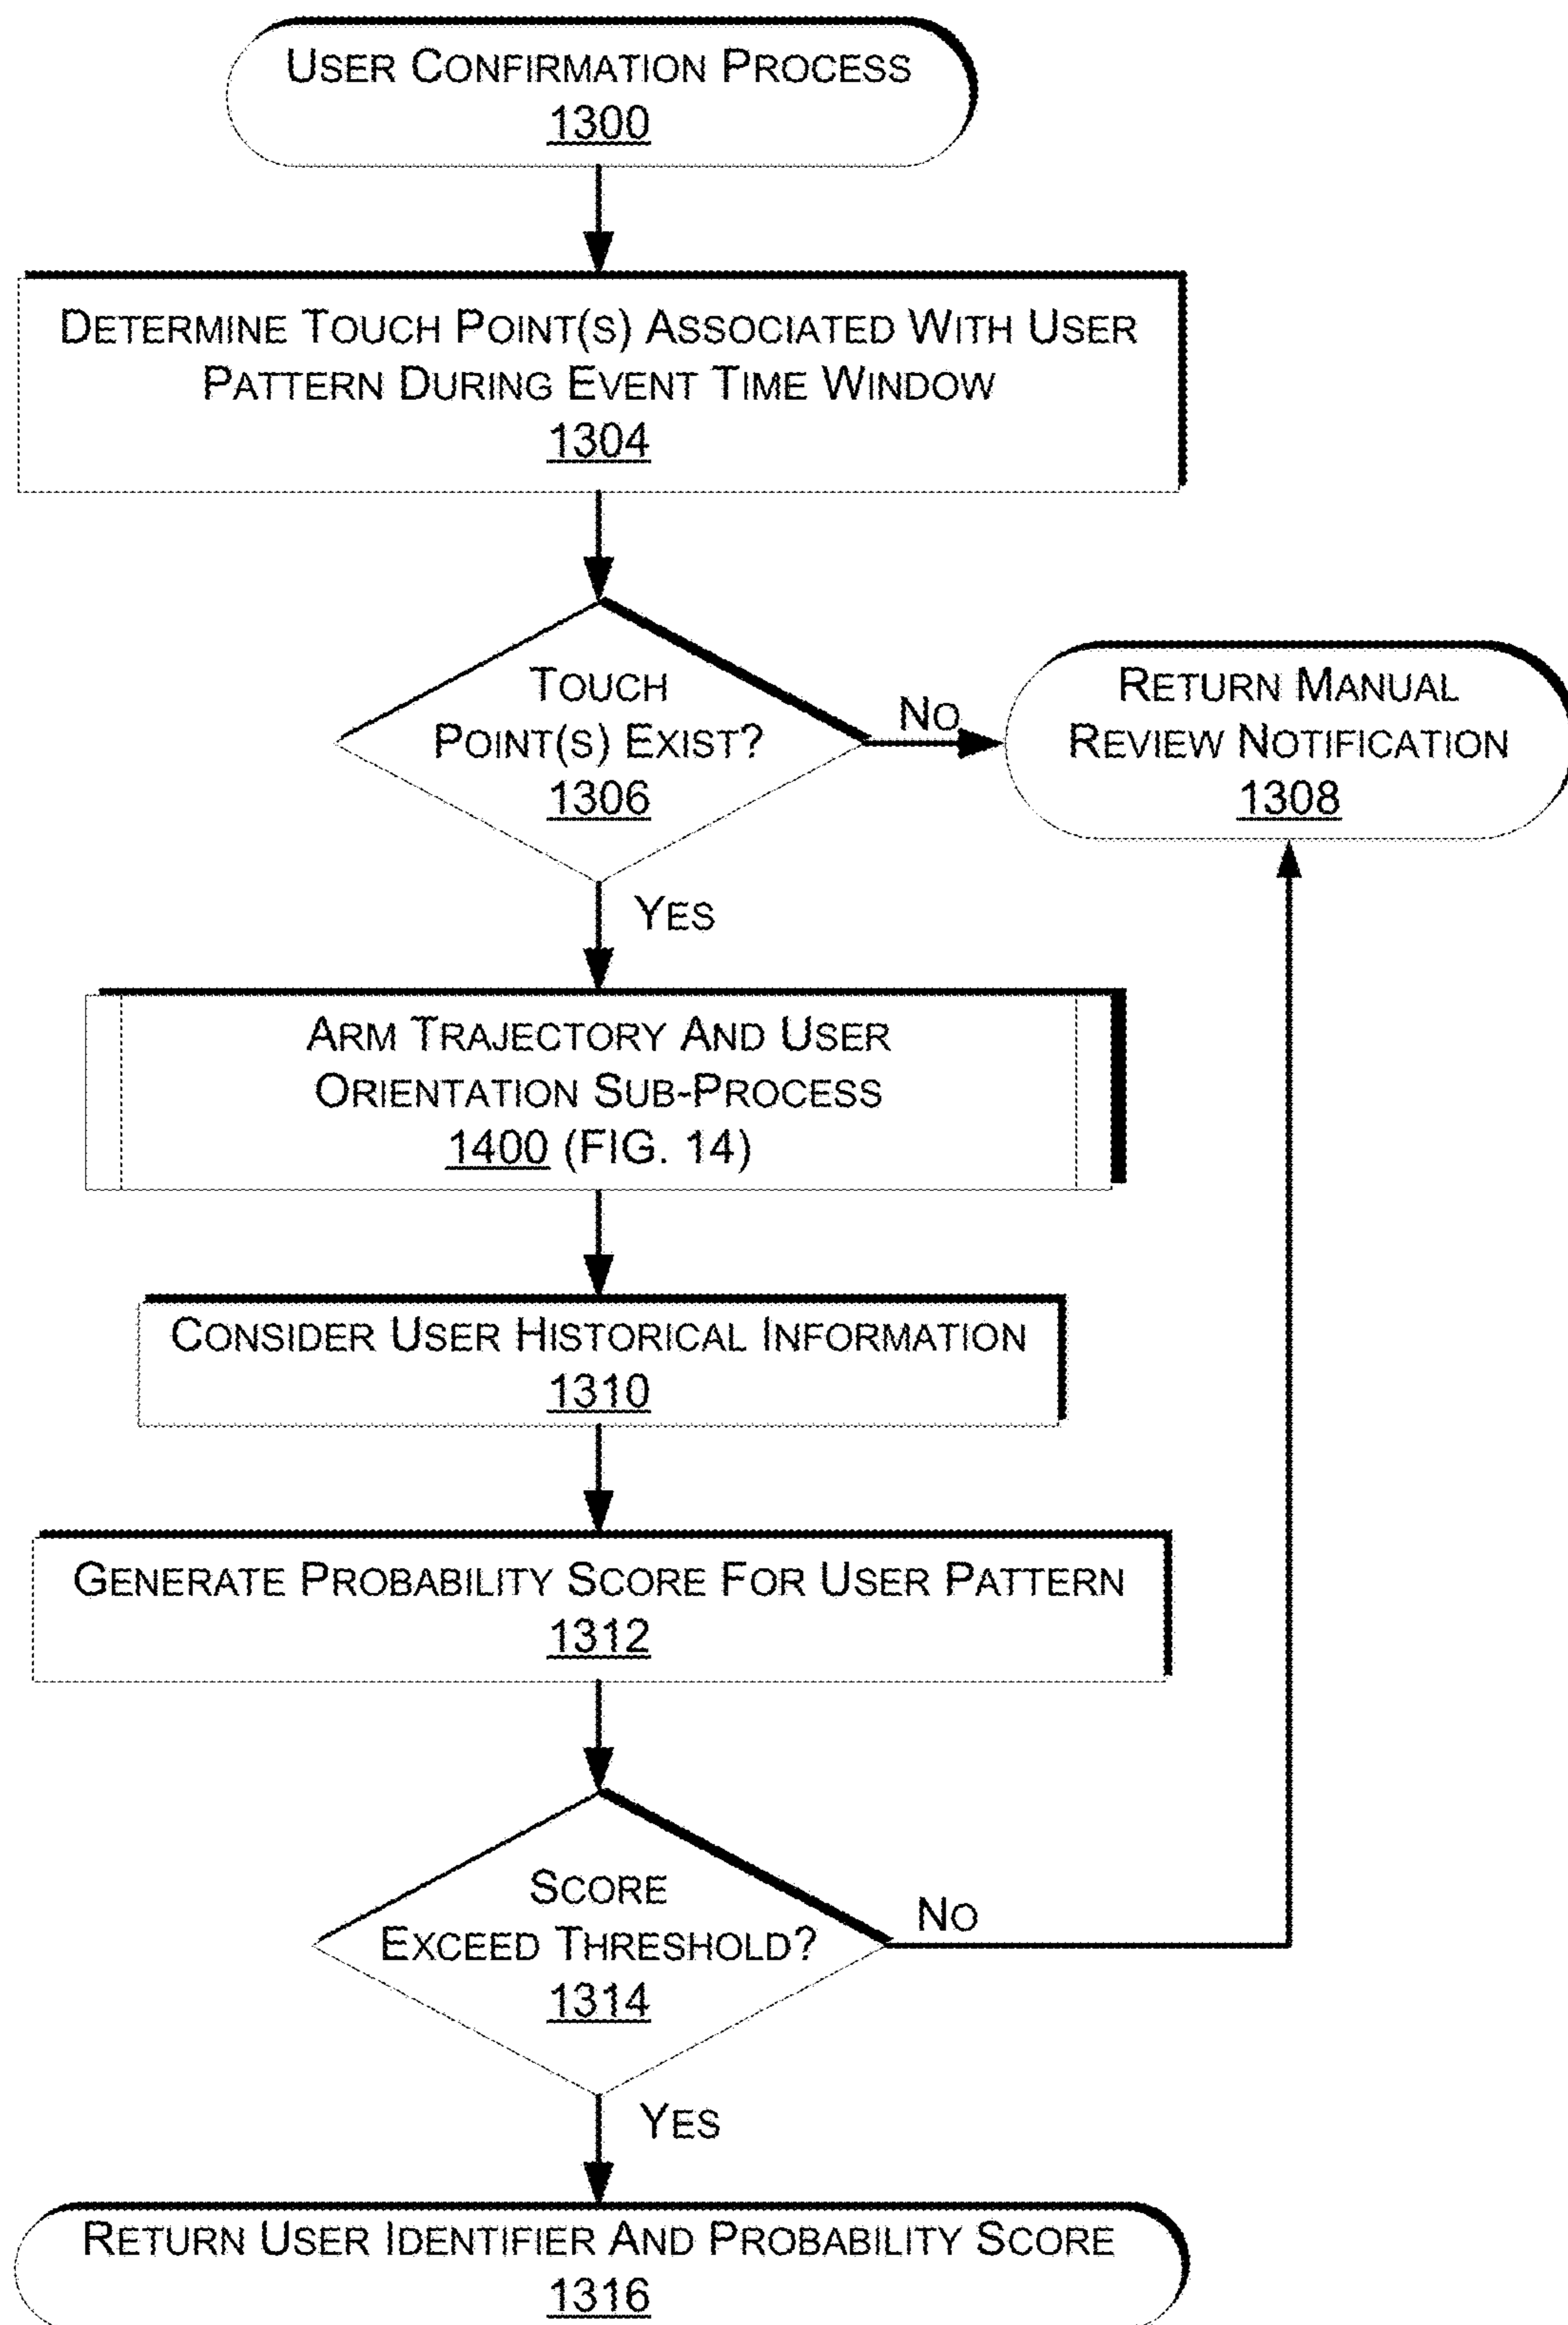 USER CONFIRMATION PROCESS
1300
DETERMINE TOUCH POINT(S) ASSOCIATED WITH USER
PATTERN DURING EVENT TIME WINDOW
1304
TOUCH
POINT(S) EXIST?
1306
NO
RETURN MANUAL
REVIEW NOTIFICATION
1308
YES
ARM TRAJECTORY AND USER
ORIENTATION SUB-PROCESS
1400 (FIG. 14)
CONSIDER USER HISTORICAL INFORMATION
1310
GENERATE PROBABILITY SCORE FOR USER PATTERN
1312
SCORE
EXCEED THRESHOLD?
1314
NO
YES
RETURN USER IDENTIFIER AND PROBABILITY SCORE
1316